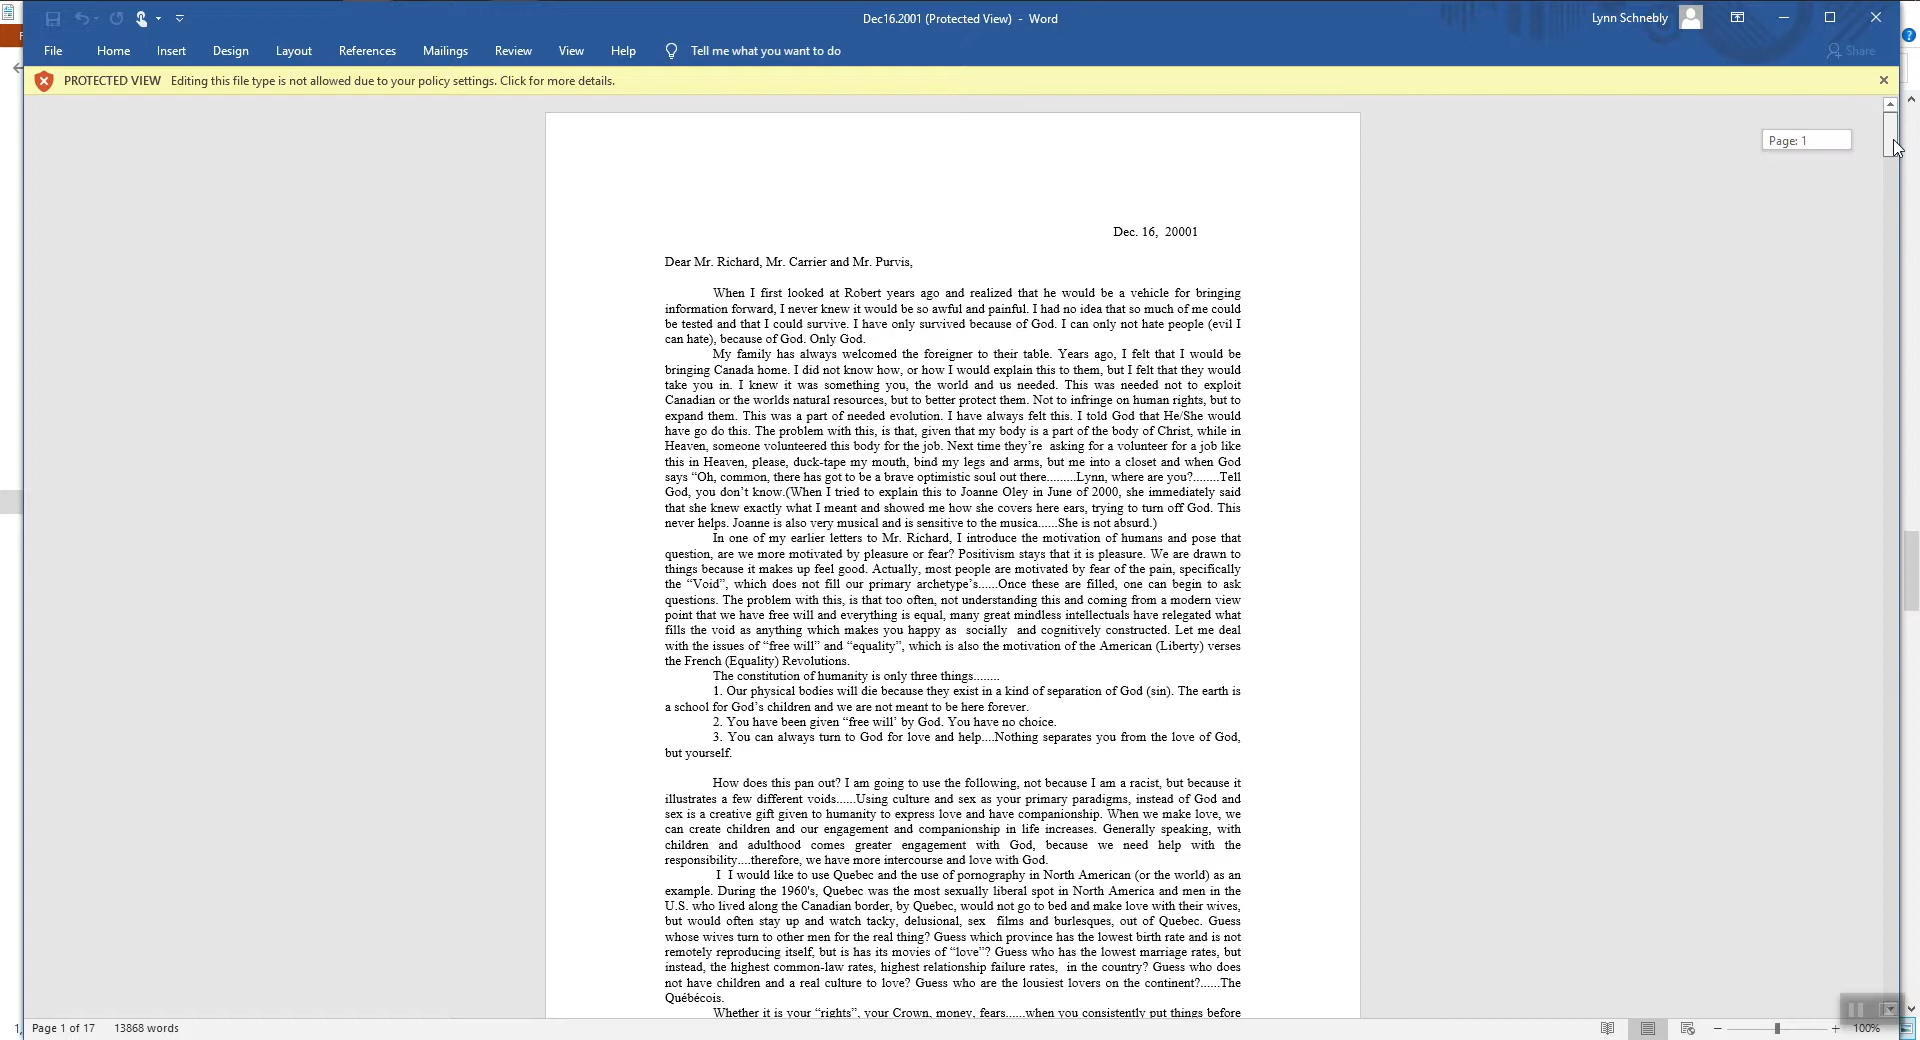 Dec16.2001 (Protected View) - Word
Lynn Schnebly
File Home Insert Design Layout References Mailings Review View Help Tell me what you want to do
Share
PROTECTED VIEW Editing this file type is not allowed due to your policy settings. Click for more details.
Page: 1
Dec. 16, 20001
Dear Mr. Richard, Mr. Carrier and Mr. Purvis,
When I first looked at Robert years ago and realized that he would be a vehicle for bringing
information forward, I never knew it would be so awful and painful. I had no idea that so much of me could
be tested and that I could survive. I have only survived because of God. I can only not hate people (evil I
can hate), because of God. Only God.
My family has always welcomed the foreigner to their table. Years ago, I felt that I would be
bringing Canada home. I did not know how, or how I would explain this to them, but I felt that they would
take you in. I knew it was something you, the world and us needed. This was needed not to exploit
Canadian or the worlds natural resources, but to better protect them. Not to infringe on human rights, but to
expand them. This was a part of needed evolution. I have always felt this. I told God that He/She would
have go do this. The problem with this, is that, given that my body is a part of the body of Christ, while in
Heaven, someone volunteered this body for the job. Next time they're asking for a volunteer for a job like
this in Heaven, please, duck-tape my mouth, bind my legs and arms, but me into a closet and when God
says “Oh, common, there has got to be a brave optimistic soul out there.........Lynn, where are you?........Tell
God, you don’t know.(When I tried to explain this to Joanne Oley in June of 2000, she immediately said
that she knew exactly what I meant and showed me how she covers here ears, trying to turn off God. This
never helps. Joanne is also very musical and is sensitive to the musica......She is not absurd.)
In one of my earlier letters to Mr. Richard, I introduce the motivation of humans and pose that
question, are we more motivated by pleasure or fear? Positivism stays that it is pleasure. We are drawn to
things because it makes up feel good. Actually, most people are motivated by fear of the pain, specifically
the “Void”, which does not fill our primary archetype’s......Once these are filled, one can begin to ask
questions. The problem with this, is that too often, not understanding this and coming from a modern view
point that we have free will and everything is equal, many great mindless intellectuals have relegated what
fills the void as anything which makes you happy as socially and cognitively constructed. Let me deal
with the issues of “free will” and “equality”, which is also the motivation of the American (Liberty) verses
the French (Equality) Revolutions.
The constitution of humanity is only three things........
1. Our physical bodies will die because they exist in a kind of separation of God (sin). The earth is
a school for God’s children and we are not meant to be here forever.
2. You have been given “free will’ by God. You have no choice.
3. You can always turn to God for love and help....Nothing separates you from the love of God,
but yourself.
How does this pan out? I am going to use the following, not because I am a racist, but because it
illustrates a few different voids......Using culture and sex as your primary paradigms, instead of God and
sex is a creative gift given to humanity to express love and have companionship. When we make love, we
can create children and our engagement and companionship in life increases. Generally speaking, with
children and adulthood comes greater engagement with God, because we need help with the
responsibility....therefore, we have more intercourse and love with God.
I I would like to use Quebec and the use of pornography in North American (or the world) as an
example. During the 1960's, Quebec was the most sexually liberal spot in North America and men in the
U.S. who lived along the Canadian border, by Quebec, would not go to bed and make love with their wives,
but would often stay up and watch tacky, delusional, sex films and burlesques, out of Quebec. Guess
whose wives turn to other men for the real thing? Guess which province has the lowest birth rate and is not
remotely reproducing itself, but is has its movies of “love”? Guess who has the lowest marriage rates, but
instead, the highest common-law rates, highest relationship failure rates, in the country? Guess who does
not have children and a real culture to love? Guess who are the lousiest lovers on the continent?......The
Québécois.
Whether it is your “rights”, your Crown, money, fears......when you consistently put things before
Page 1 of 17 13868 words
100%